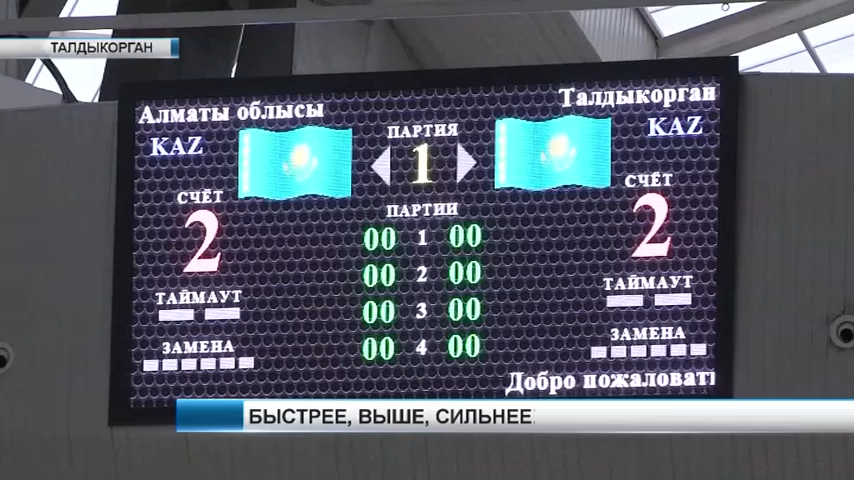 ТАЛДЫКОРГАН
Алматы облысы
Талдыкорган
KAZ
ПАРТИЯ
KAZ
1
СЧЁТ
СЧЁТ
2
ПАРТИИ
2
00 1 00
00 2 00
ТАЙМАУТ
ТАЙМАУТ
00 3 00
ЗАМЕНА
ЗАМЕНА
00 4 00
Добро пожаловать
БЫСТРЕЕ, ВЫШЕ, СИЛЬНЕЕ